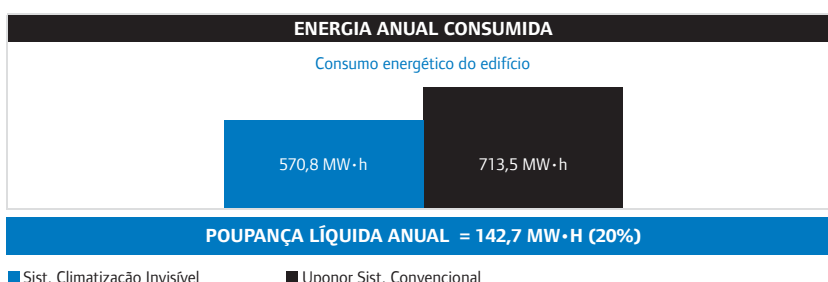 ENERGIA ANUAL CONSUMIDA
Consumo energético do edifício
570,8 MW·h 713,5 MW·h
POUPANÇA LÍQUIDA ANUAL = 142,7 MW·H (20%)
Sist. Climatização Invisível Uponor Sist. Convencional